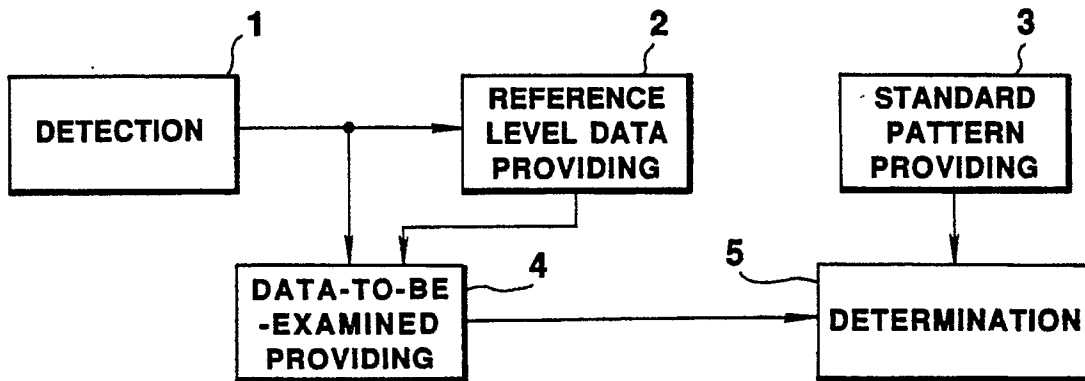 1
DETECTION
2
REFERENCE
LEVEL DATA
PROVIDING
3
STANDARD
PATTERN
PROVIDING
4
DATA-TO-BE
-EXAMINED
PROVIDING
5
DETERMINATION